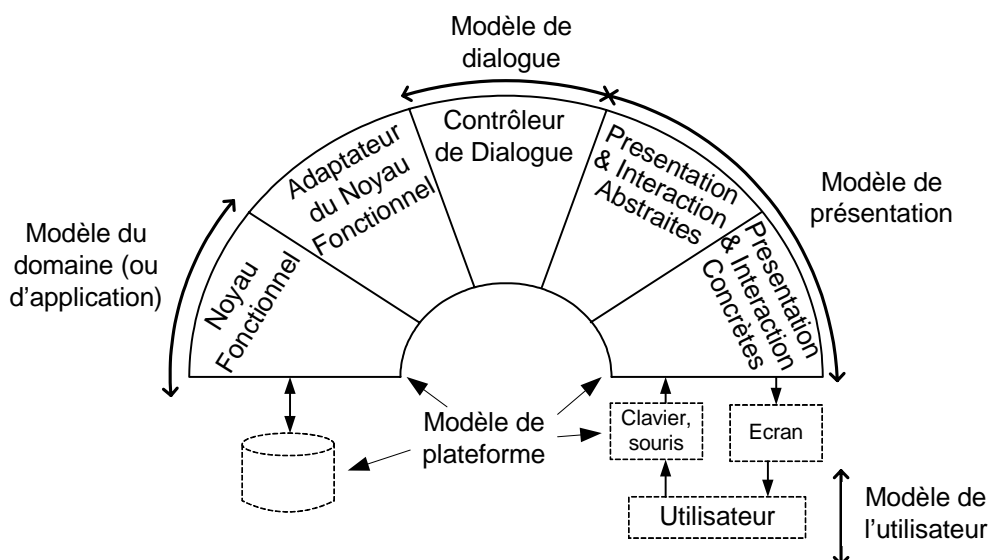 Modèle de
dialogue
Contrôleur
de Dialogue
Adaptateur
du Noyau
Fonctionnel
Presentation
& Interaction
Abstraites
Modèle de
présentation
Modèle du
domaine (ou
d'application)
Noyau
Fonctionnel
Presentation
& Interaction
Concrètes
Modèle de
plateforme
Clavier,
souris
Ecran
Utilisateur
Modèle de
l'utilisateur